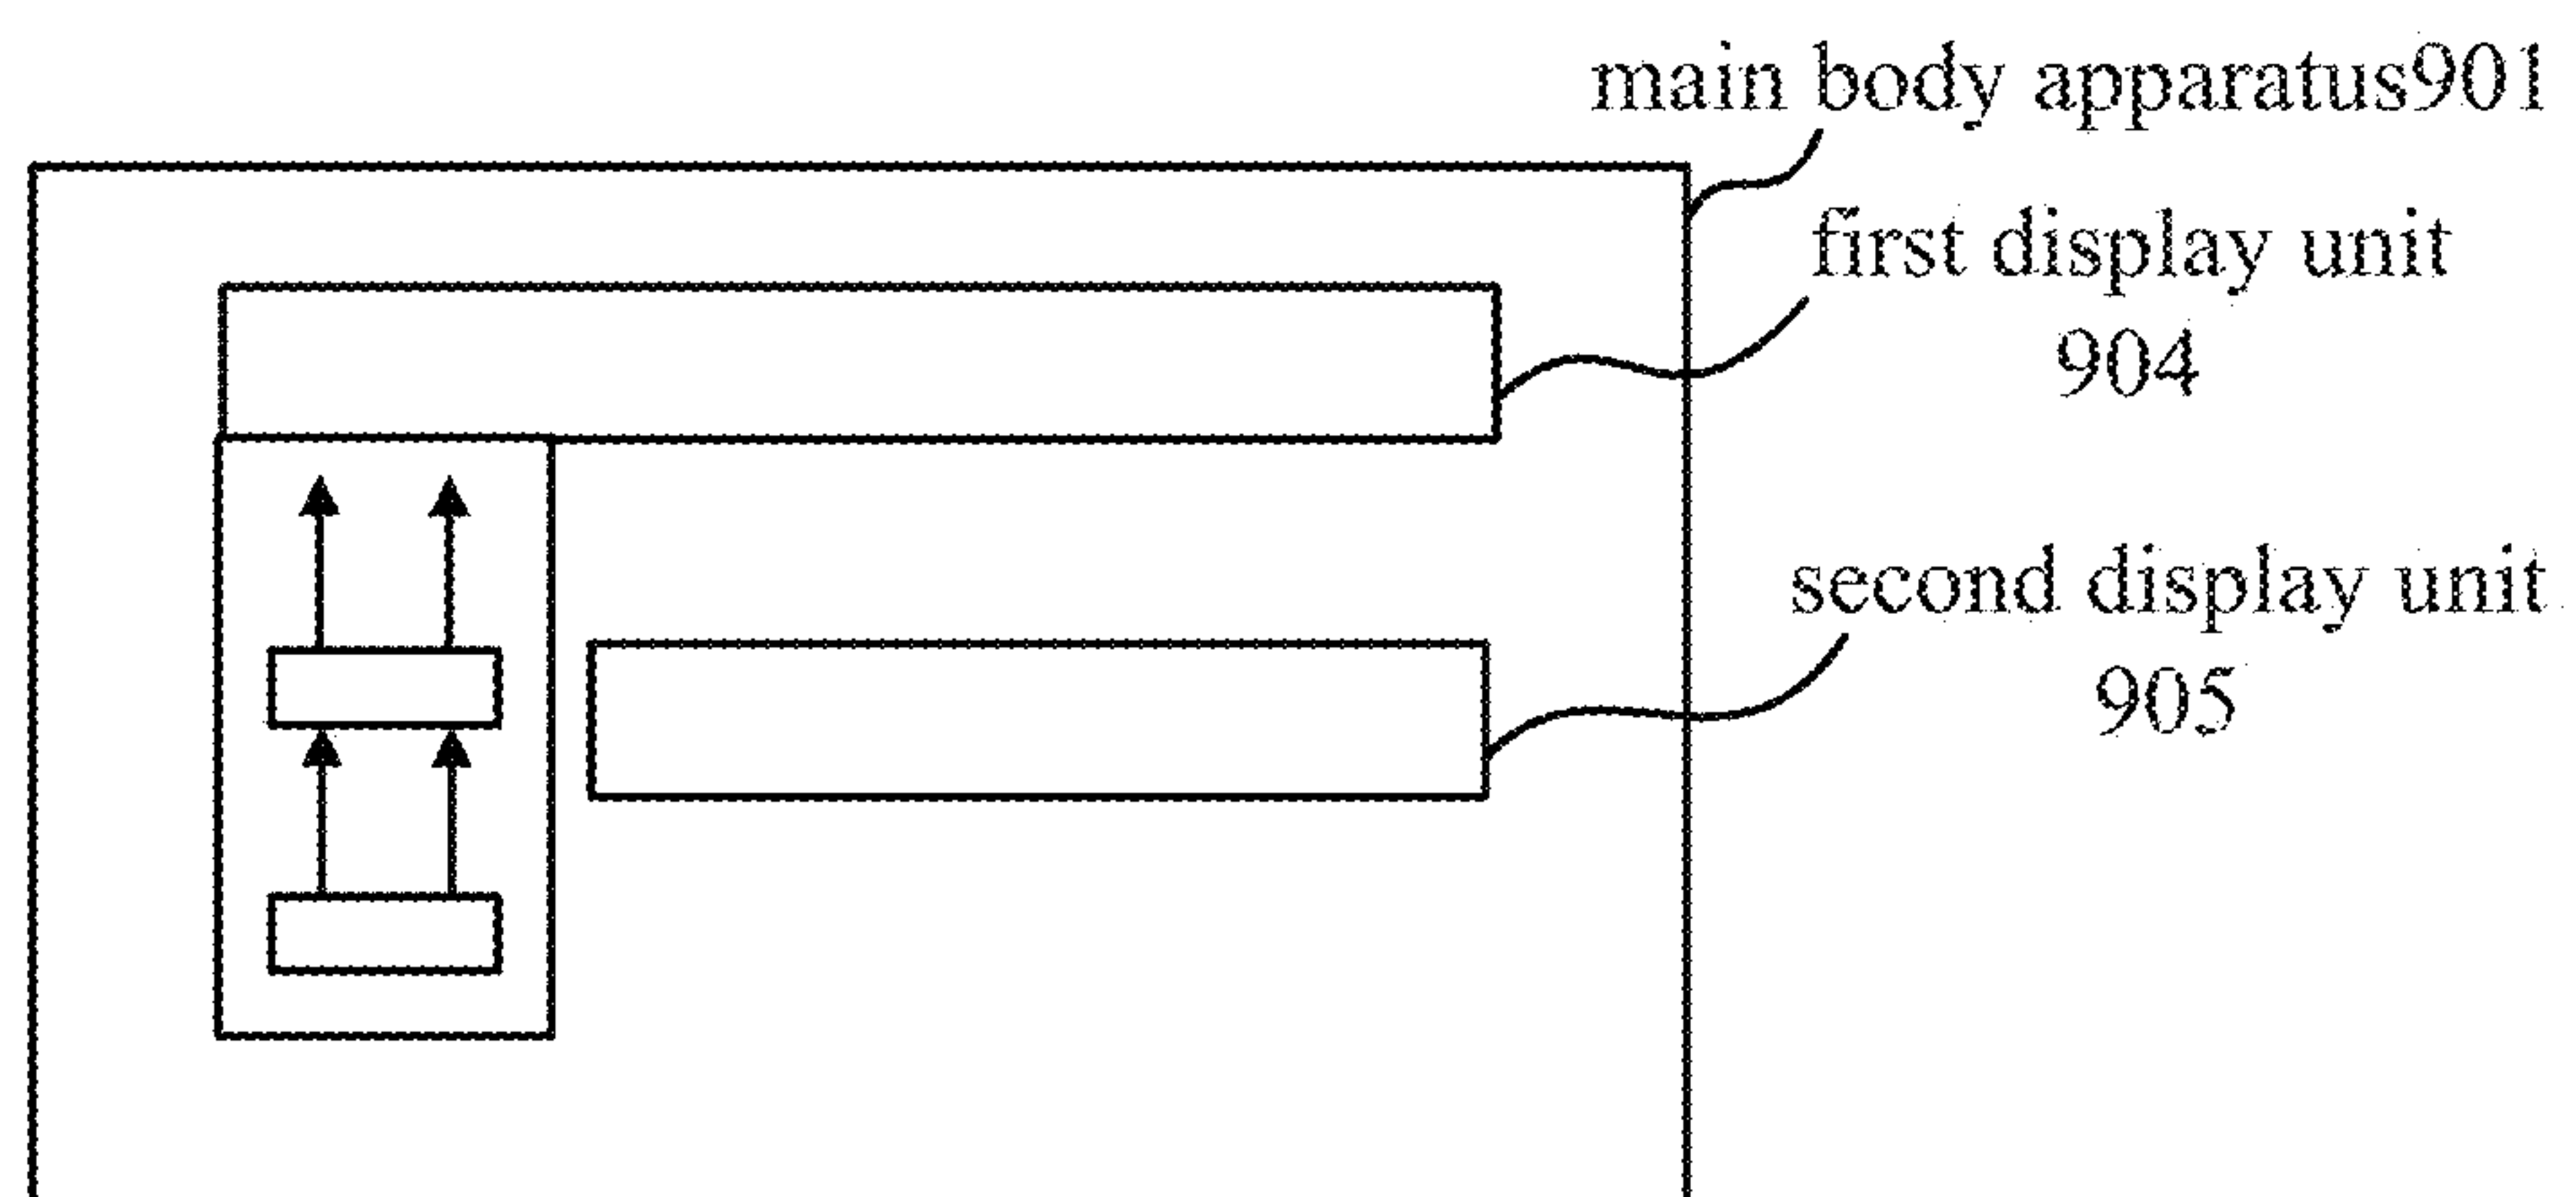 main body apparatus901
first display unit
904
second display unit
905